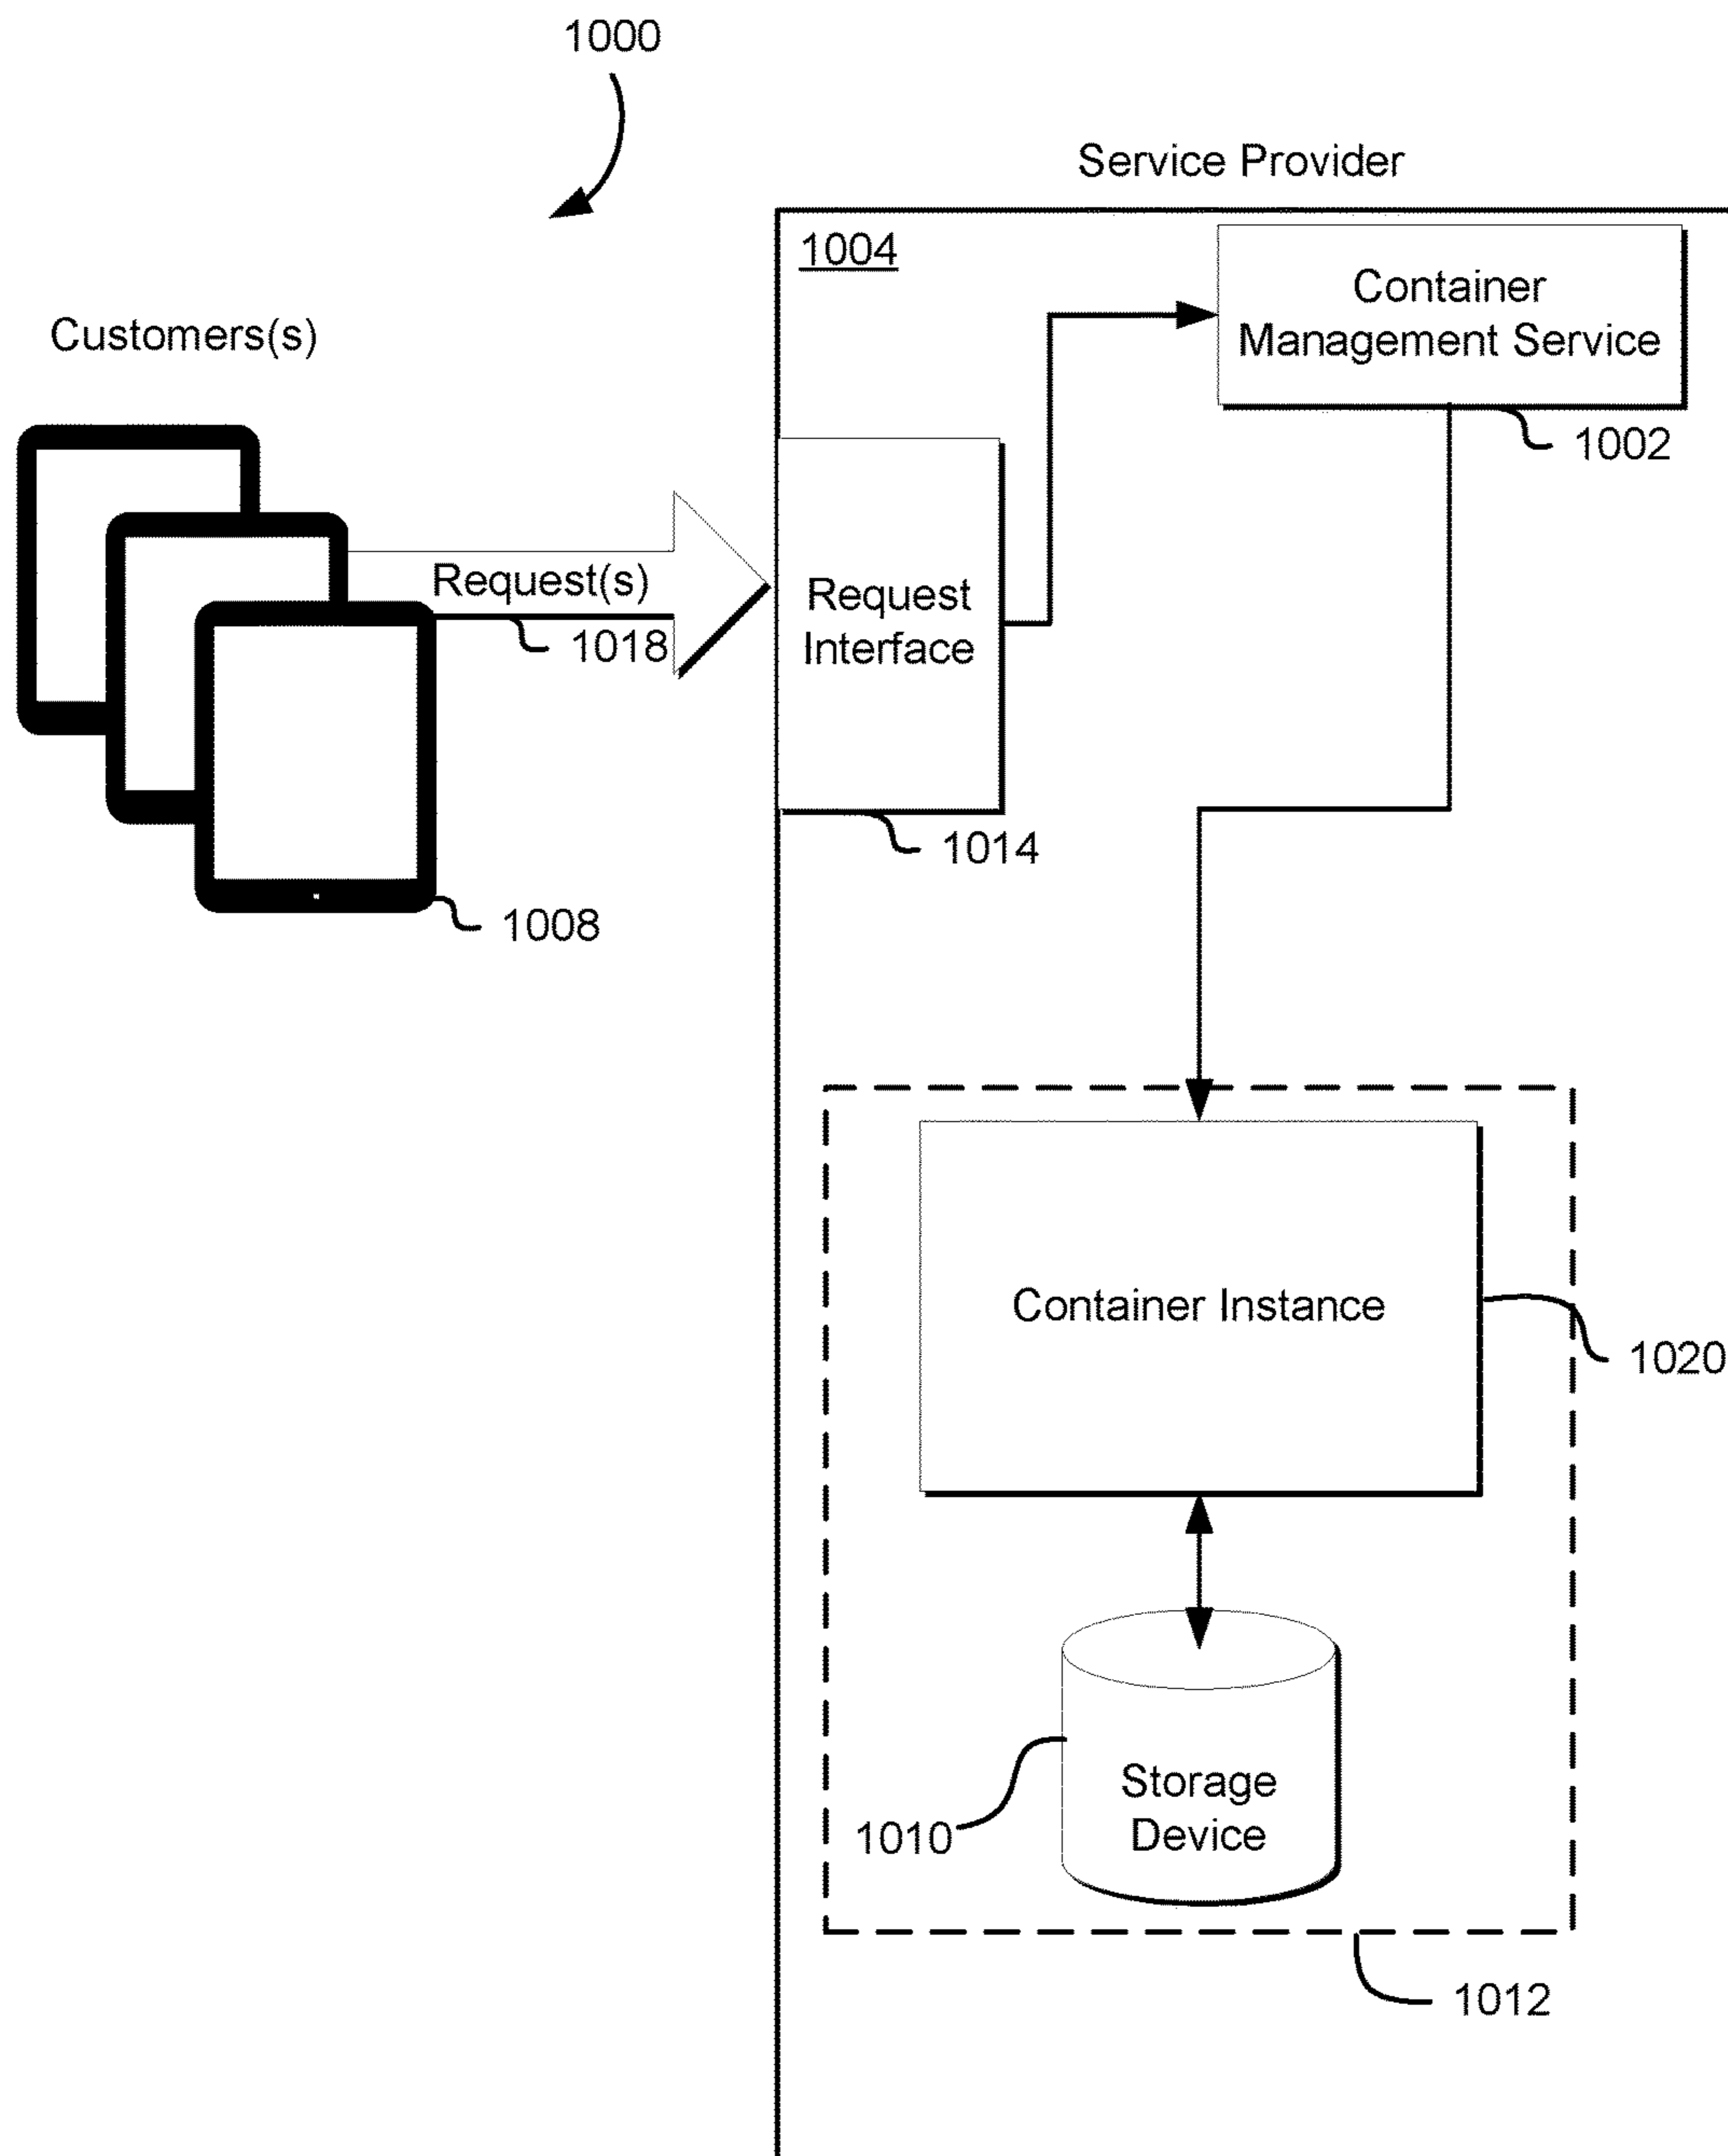 1000
Service Provider
1004
Container
Management Service
1002
Customers(s)
Request(s)
1018
Request
Interface
1014
1008
Container Instance
1020
Storage
Device
1010
1012